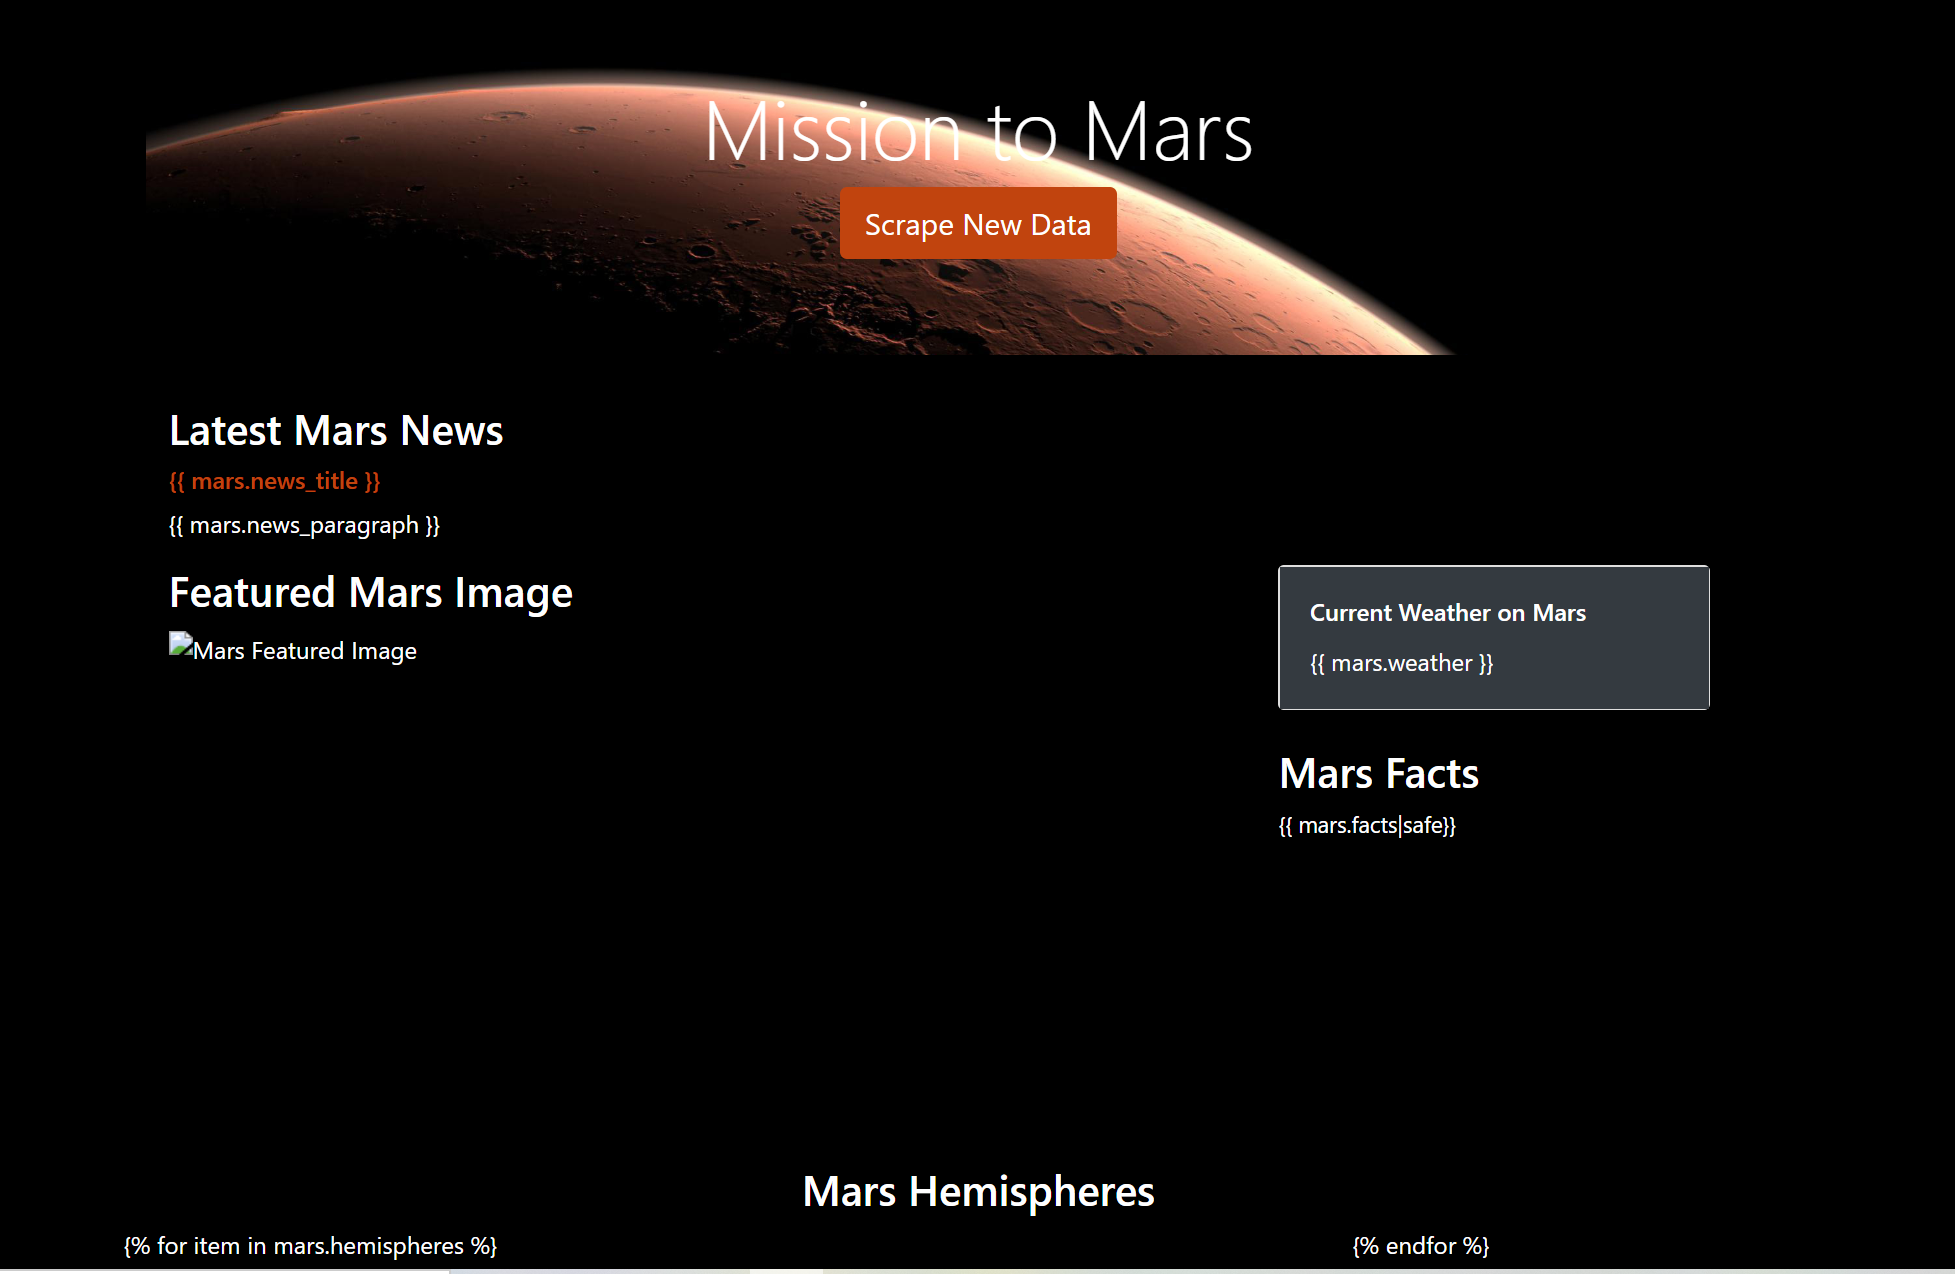 Mission to Mars
Scrape New Data
Latest Mars News
{{ mars.news_title }}
{{ mars.news_paragraph }}
Featured Mars Image
Mars Featured Image
Current Weather on Mars
{{ mars.weather }}
Mars Facts
{{ mars.facts|safe}}
Mars Hemispheres
{% for item in mars.hemispheres %}
{% endfor %}